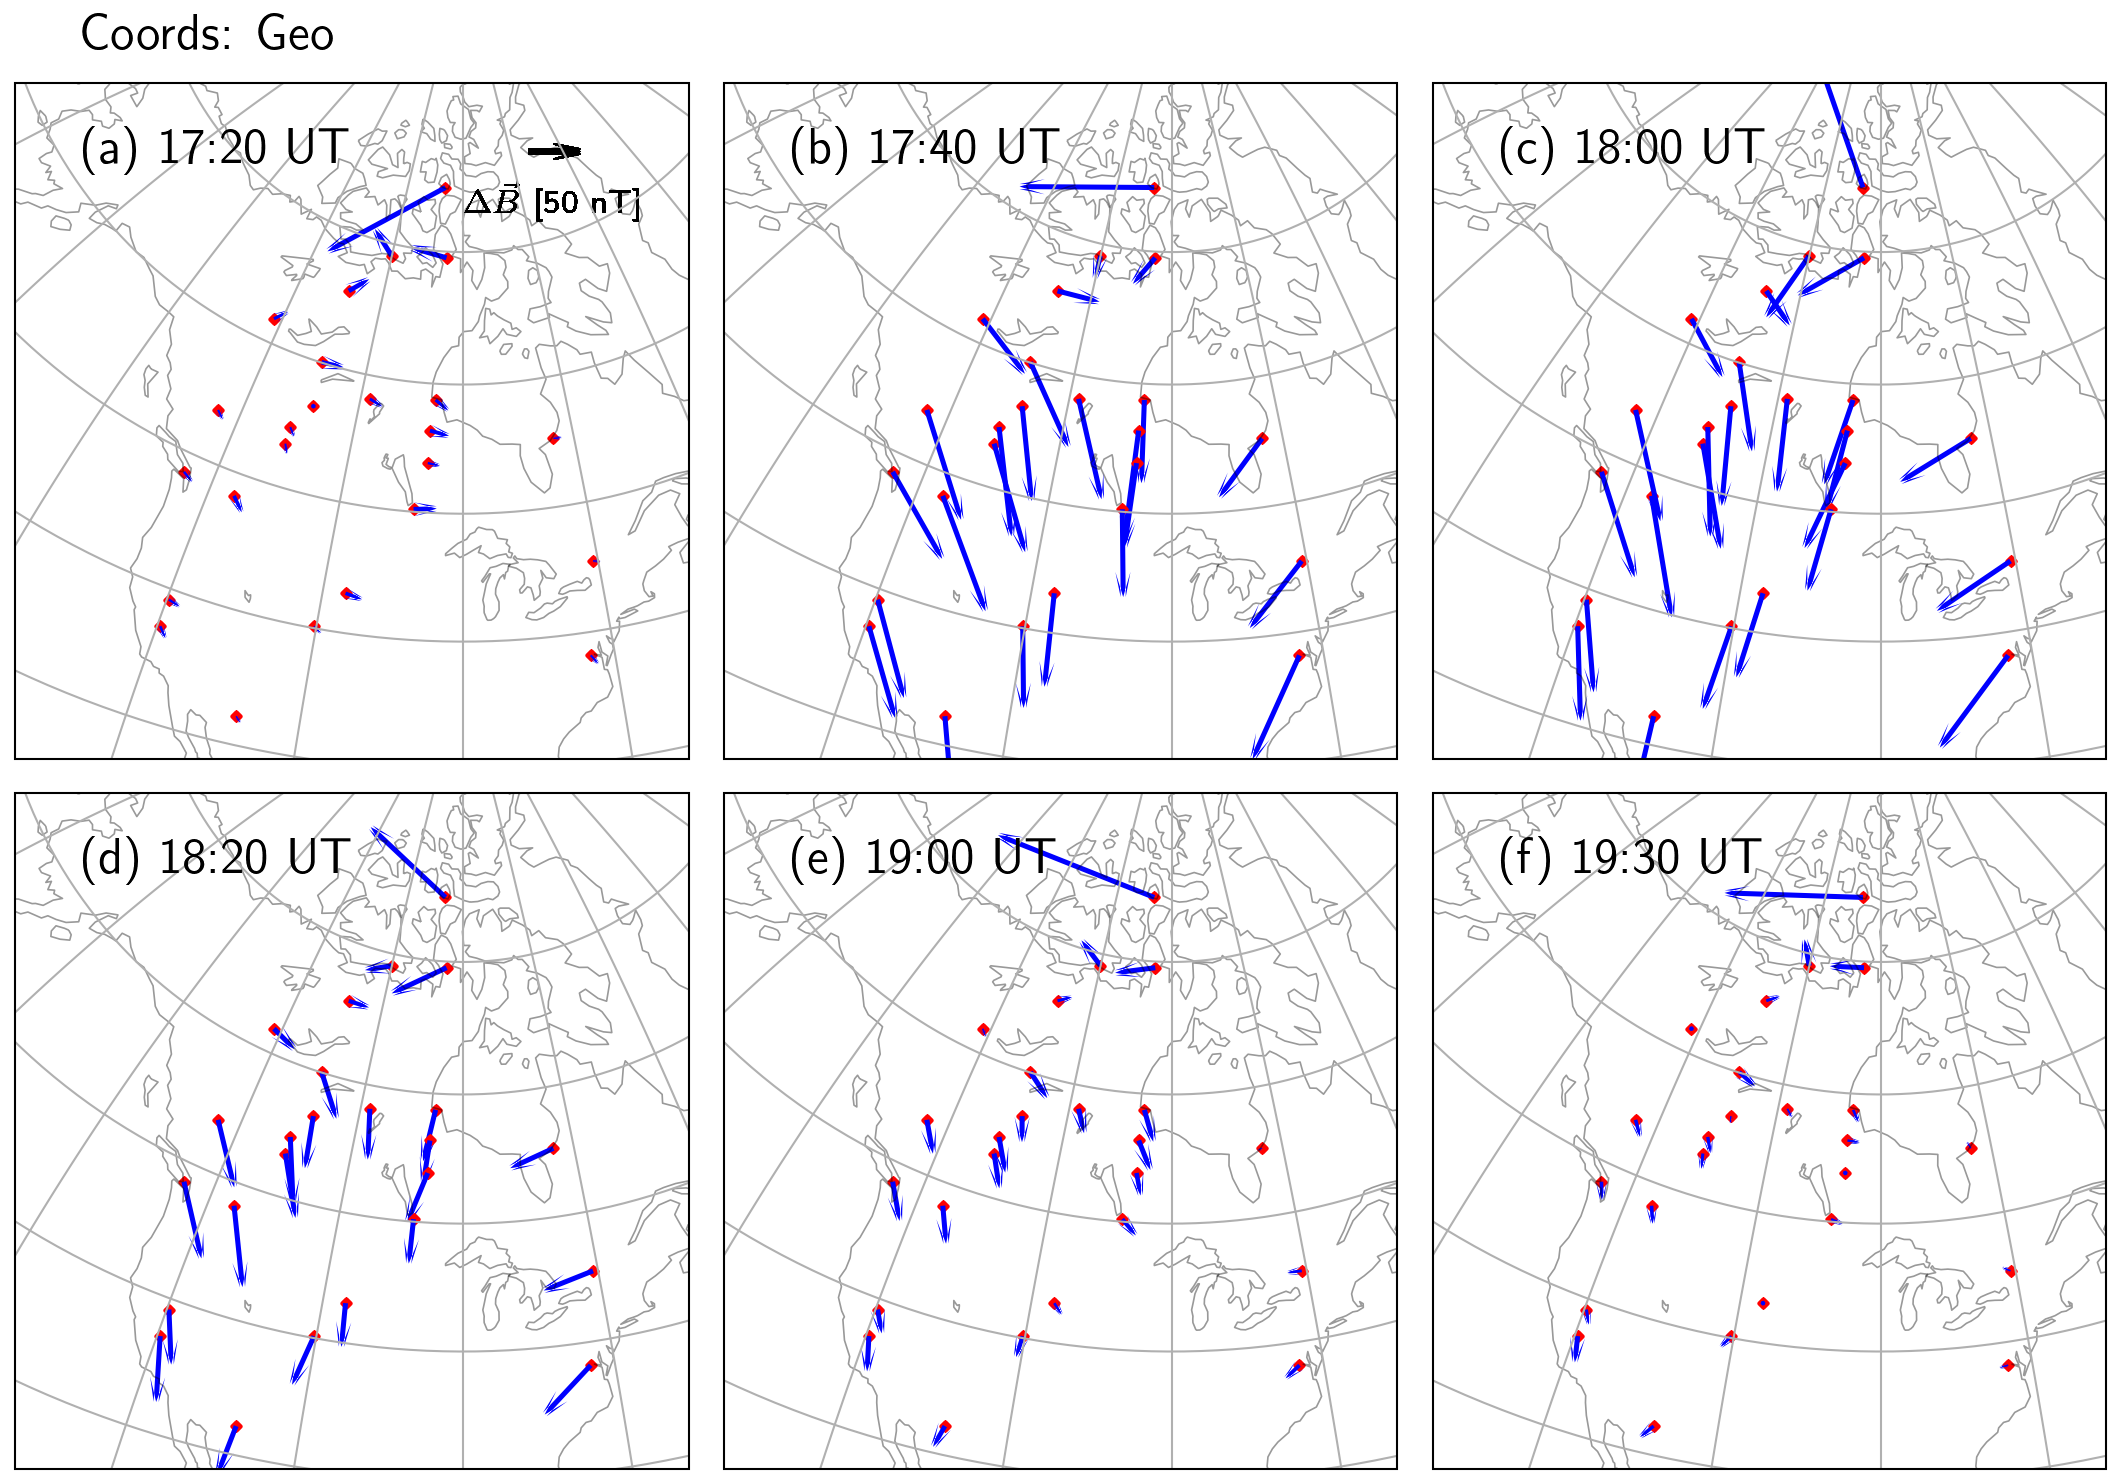 Coords: Geo
(a) 17:20 UT
ΔB⃗ [50 nT]
(b) 17:40 UT
(c) 18:00 UT
(d) 18:20 UT
(e) 19:00 UT
(f) 19:30 UT